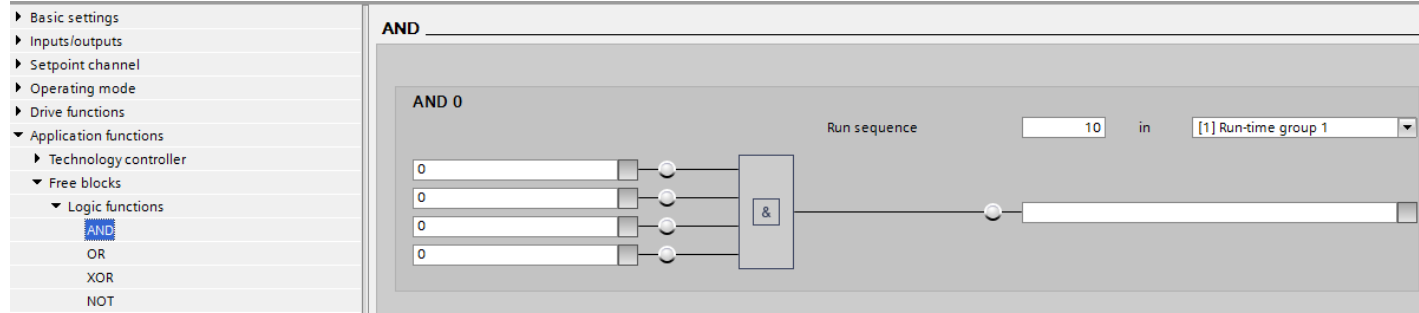 Basic settings
Inputs/outputs
Setpoint channel
Operating mode
Drive functions
Application functions
Technology controller
Free blocks
Logic functions
AND
OR
XOR
NOT
AND
AND 0
Run sequence 10 in [1] Run-time group 1
0
0
0
0
&